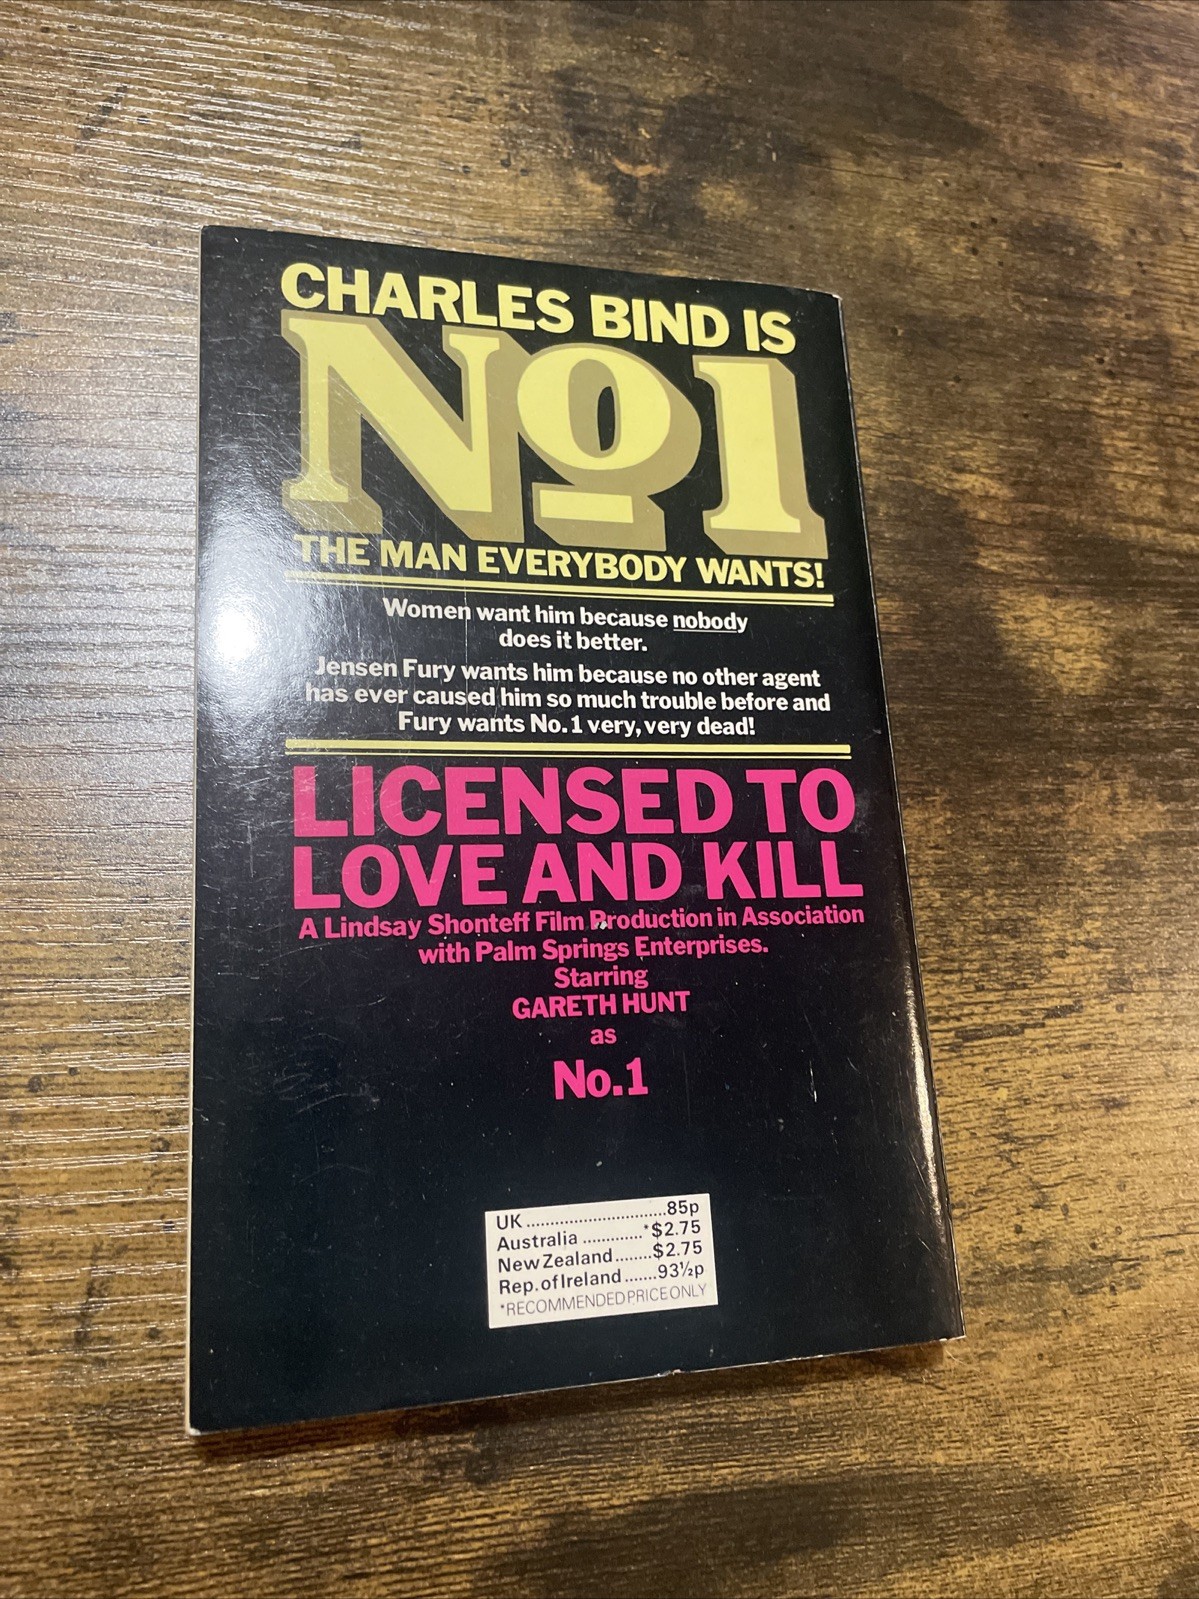 CHARLES BIND IS
No1
THE MAN EVERYBODY WANTS!
Women want him because nobody
does it better.
Jensen Fury wants him because no other agent
has ever caused him so much trouble before and
Fury wants No.1 very, very dead!
LICENSED TO
LOVE AND KILL
A Lindsay Shonteff Film Production in Association
with Palm Springs Enterprises.
Starring
GARETH HUNT
as
No.1
UK ..............................85p
Australia .............*$2.75
New Zealand........$2.75
Rep. of Ireland.......93½p
*RECOMMENDED PRICE ONLY